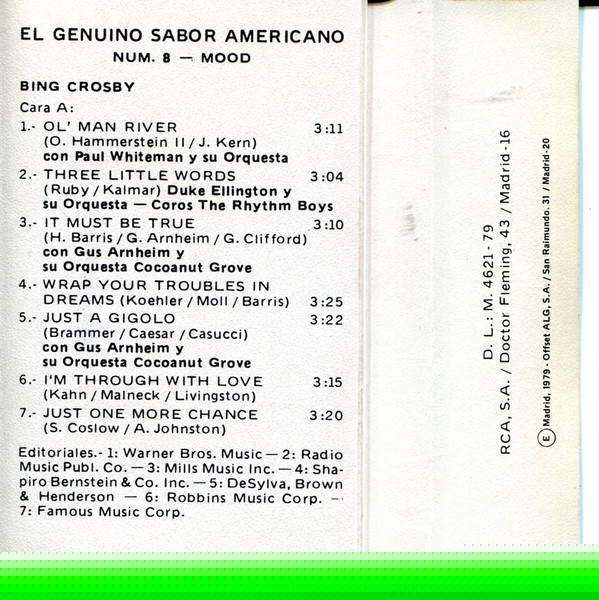 EL GENUINO SABOR AMERICANO
NUM. 8 — MOOD
BING CROSBY
Cara A:
1.- OL' MAN RIVER 3:11
(O. Hammerstein II / J. Kern)
con Paul Whiteman y su Orquesta
2.- THREE LITTLE WORDS 3:04
(Ruby / Kalmar) Duke Ellington y
su Orquesta — Coros The Rhythm Boys
3.- IT MUST BE TRUE 3:10
(H. Barris / G. Arnheim / G. Clifford)
con Gus Arnheim y
su Orquesta Cocoanut Grove
4.- WRAP YOUR TROUBLES IN
DREAMS (Koehler / Moll / Barris) 3:25
5.- JUST A GIGOLO 3:22
(Brammer / Caesar / Casucci)
con Gus Arnheim y
su Orquesta Cocoanut Grove
6.- I'M THROUGH WITH LOVE 3:15
(Kahn / Malneck / Livingston)
7.- JUST ONE MORE CHANCE 3:20
(S. Coslow / A. Johnston)
Editoriales.- 1: Warner Bros. Music — 2: Radio
Music Publ. Co. — 3: Mills Music Inc. — 4: Sha-
piro Bernstein & Co. Inc. — 5: DeSylva, Brown
& Henderson — 6: Robbins Music Corp. —
7: Famous Music Corp.
D. L.: M. 4621-79
RCA, S.A. / Doctor Fleming, 43 / Madrid-16
E Madrid, 1979 - Offset ALG, S.A. / San Raimundo. 31 / Madrid-20